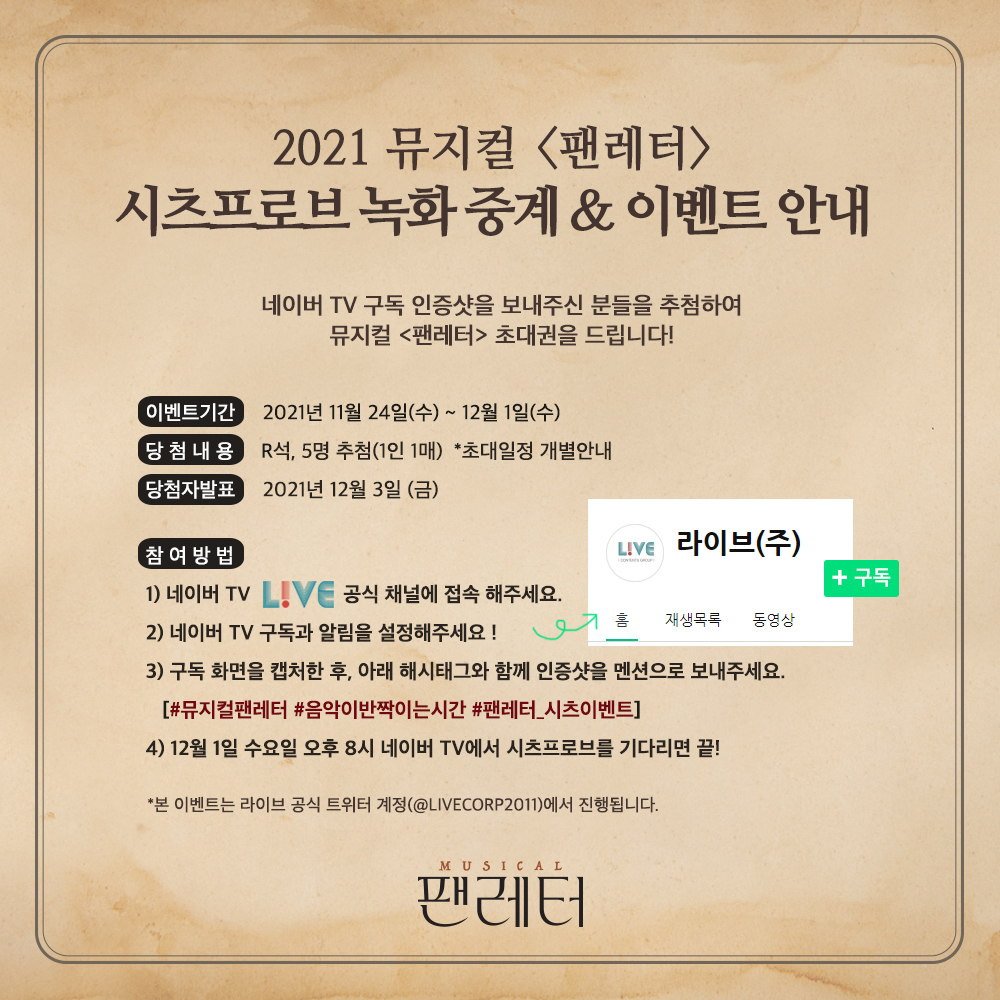 2021 뮤지컬 〈팬레터〉
시츠프로브 녹화 중계 & 이벤트 안내
네이버 TV 구독 인증샷을 보내주신 분들을 추첨하여
뮤지컬 <팬레터> 초대권을 드립니다!
이벤트기간 2021년 11월 24일(수) ~ 12월 1일(수)
당 첨 내 용 R석, 5명 추첨(1인 1매) *초대일정 개별안내
당첨자발표 2021년 12월 3일 (금)
참 여 방 법
1) 네이버 TV L!VE 공식 채널에 접속 해주세요.
2) 네이버 TV 구독과 알림을 설정해주세요 !
L!VE
CONTENTS GROUP
라이브(주)
+ 구독
홈 재생목록 동영상
3) 구독 화면을 캡처한 후, 아래 해시태그와 함께 인증샷을 멘션으로 보내주세요.
[#뮤지컬팬레터 #음악이반짝이는시간 #팬레터_시츠이벤트]
4) 12월 1일 수요일 오후 8시 네이버 TV에서 시츠프로브를 기다리면 끝!
*본 이벤트는 라이브 공식 트위터 계정(@LIVECORP2011)에서 진행됩니다.
MUSICAL
팬레터